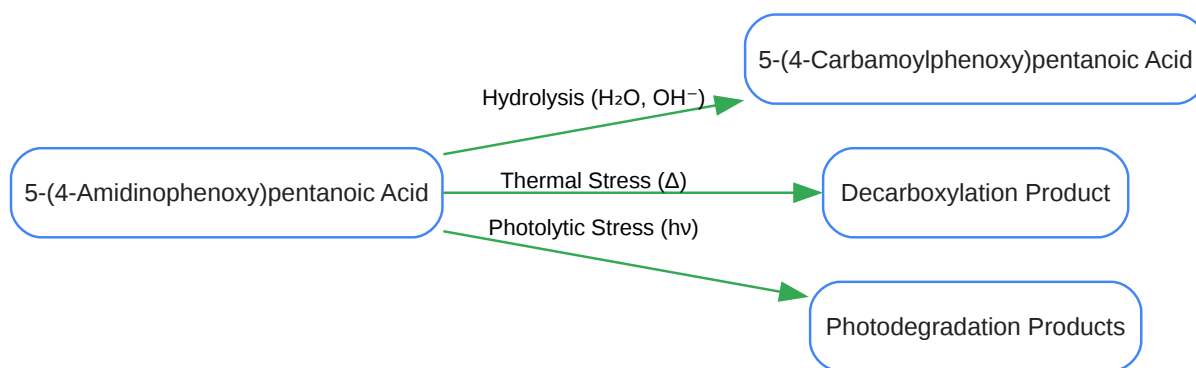 5-(4-Carbamoylphenoxy)pentanoic Acid
Hydrolysis (H₂O, OH⁻)
5-(4-Amidinophenoxy)pentanoic Acid
Thermal Stress (Δ)
Decarboxylation Product
Photolytic Stress (hν)
Photodegradation Products